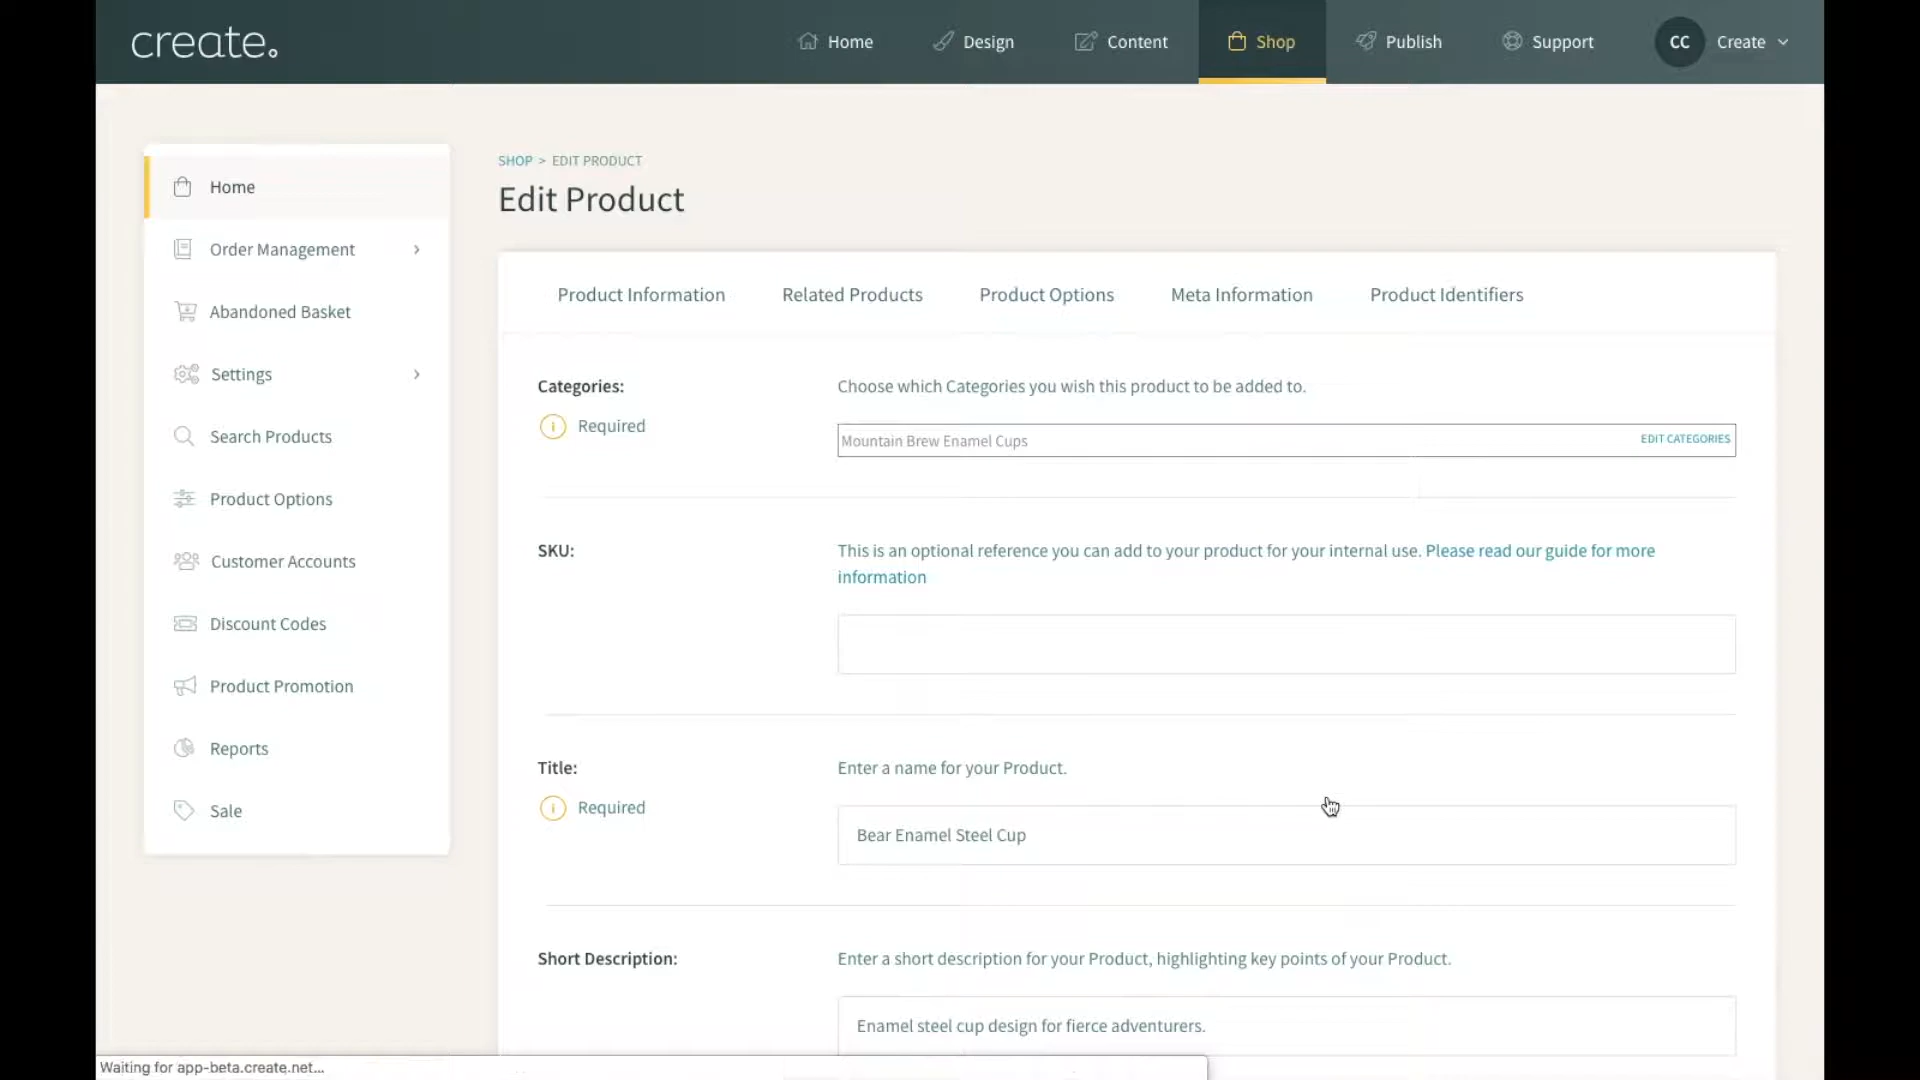 create.
Home
Design
Content
Shop
Publish
Support
CC
Create
Home
Order Management
Abandoned Basket
Settings
Search Products
Product Options
Customer Accounts
Discount Codes
Product Promotion
Reports
Sale
SHOP > EDIT PRODUCT
Edit Product
Product Information
Related Products
Product Options
Meta Information
Product Identifiers
Categories:
Required
Choose which Categories you wish this product to be added to.
Mountain Brew Enamel Cups
EDIT CATEGORIES
SKU:
This is an optional reference you can add to your product for your internal use. Please read our guide for more
information
Title:
Required
Enter a name for your Product.
Bear Enamel Steel Cup
Short Description:
Enter a short description for your Product, highlighting key points of your Product.
Enamel steel cup design for fierce adventurers.
Waiting for app-beta.create.net...